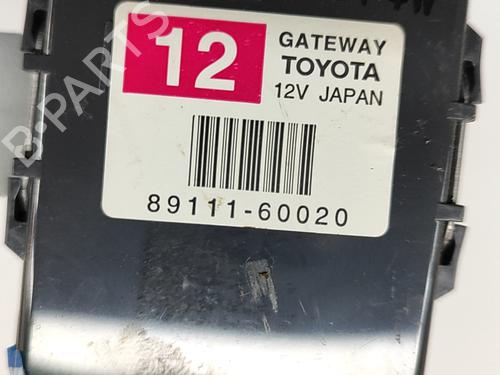 12
GATEWAY
TOYOTA
12V JAPAN
89111-60020
B-PARTS